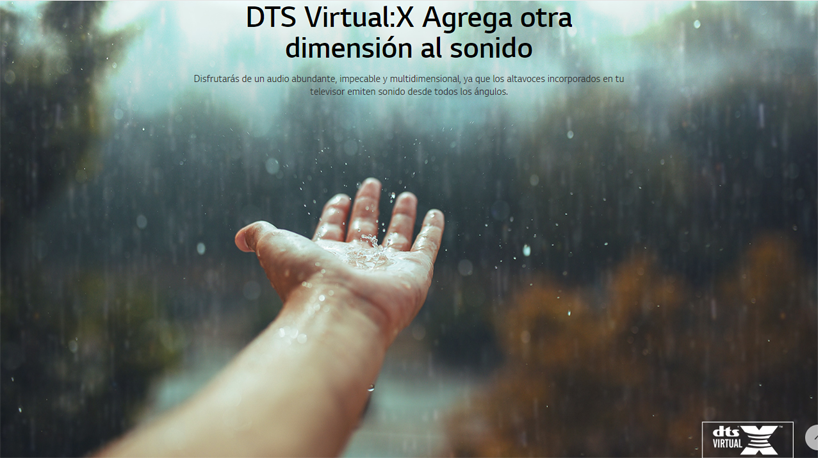 DTS Virtual:X Agrega otra
dimensión al sonido
Disfrutarás de un audio abundante, impecable y multidimensional, ya que los altavoces incorporados en tu
televisor emiten sonido desde todos los ángulos.
dts
VIRTUAL X